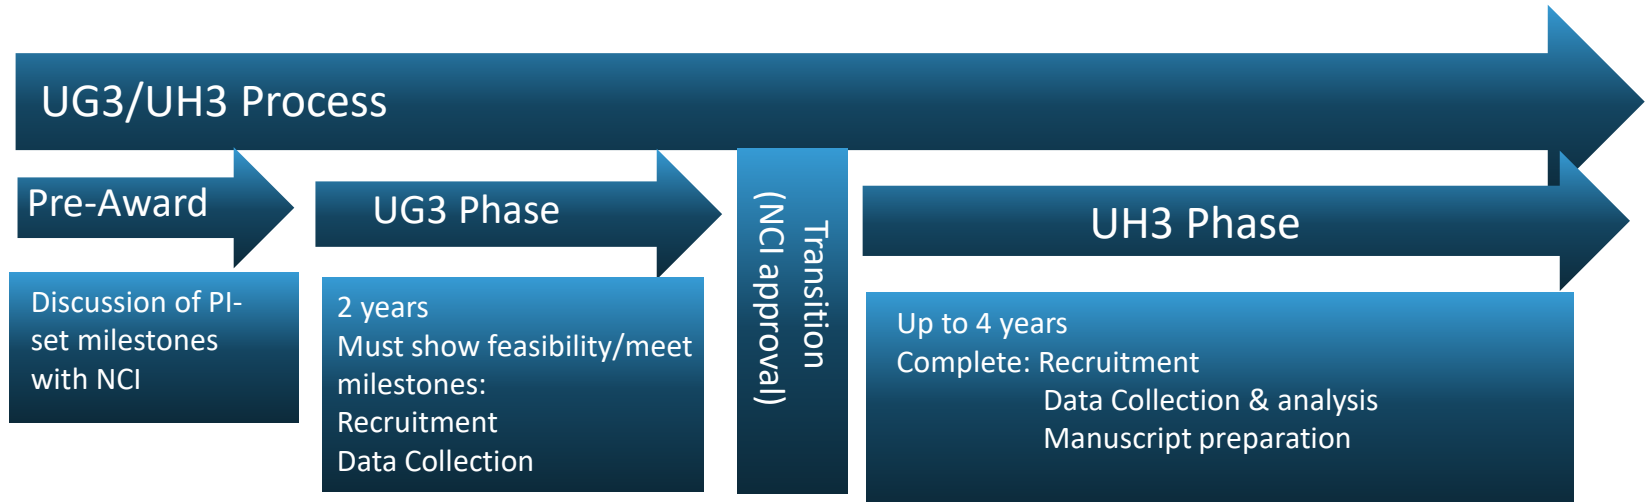 UG3/UH3 Process
Pre-Award
UG3 Phase
Transition
(NCI approval)
UH3 Phase
Discussion of PI-
set milestones
with NCI
2 years
Must show feasibility/meet
milestones:
Recruitment
Data Collection
Up to 4 years
Complete: Recruitment
Data Collection & analysis
Manuscript preparation